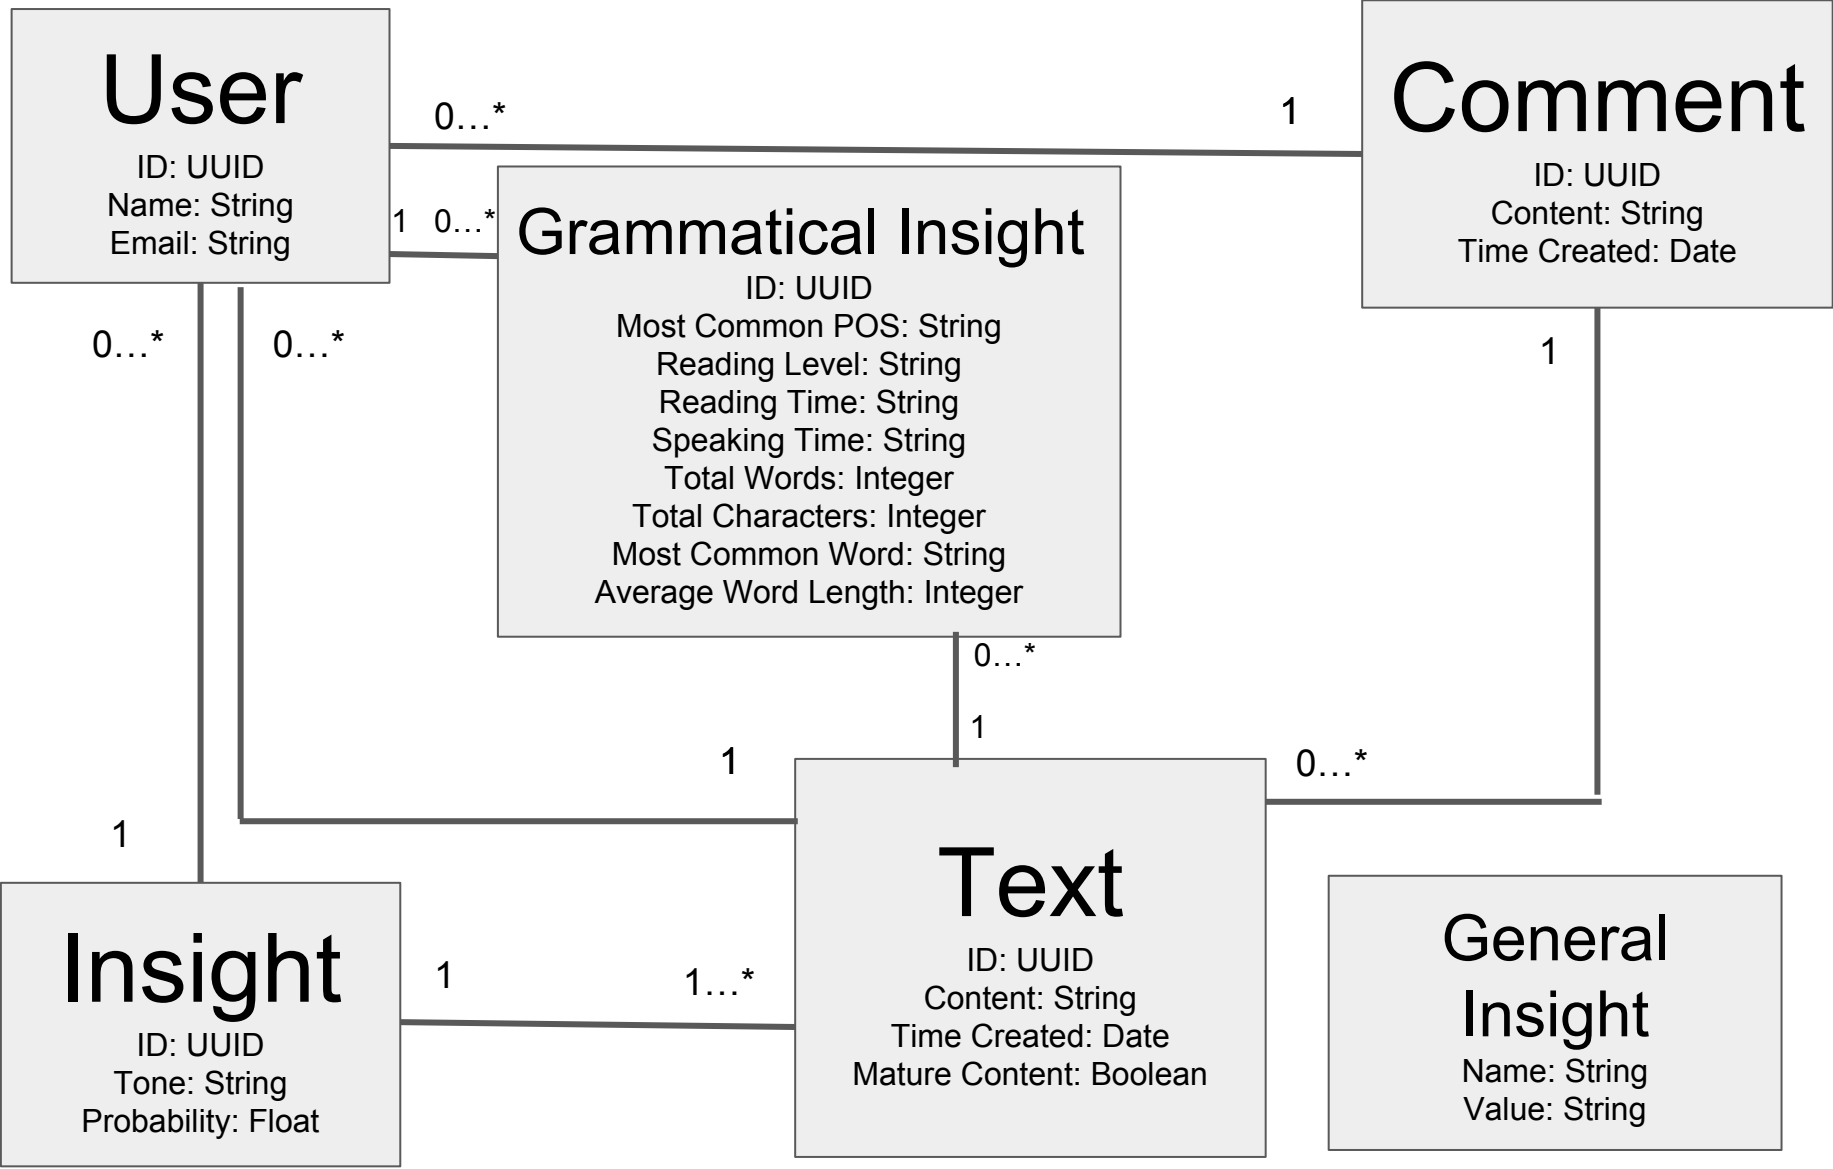 User
ID: UUID
Name: String
Email: String
0…*
1
Comment
ID: UUID
Content: String
Time Created: Date
1
0…*
Grammatical Insight
ID: UUID
Most Common POS: String
Reading Level: String
Reading Time: String
Speaking Time: String
Total Words: Integer
Total Characters: Integer
Most Common Word: String
Average Word Length: Integer
0…*
0…*
1
0…*
1
1
0…*
1
Insight
ID: UUID
Tone: String
Probability: Float
1
1…*
Text
ID: UUID
Content: String
Time Created: Date
Mature Content: Boolean
General
Insight
Name: String
Value: String